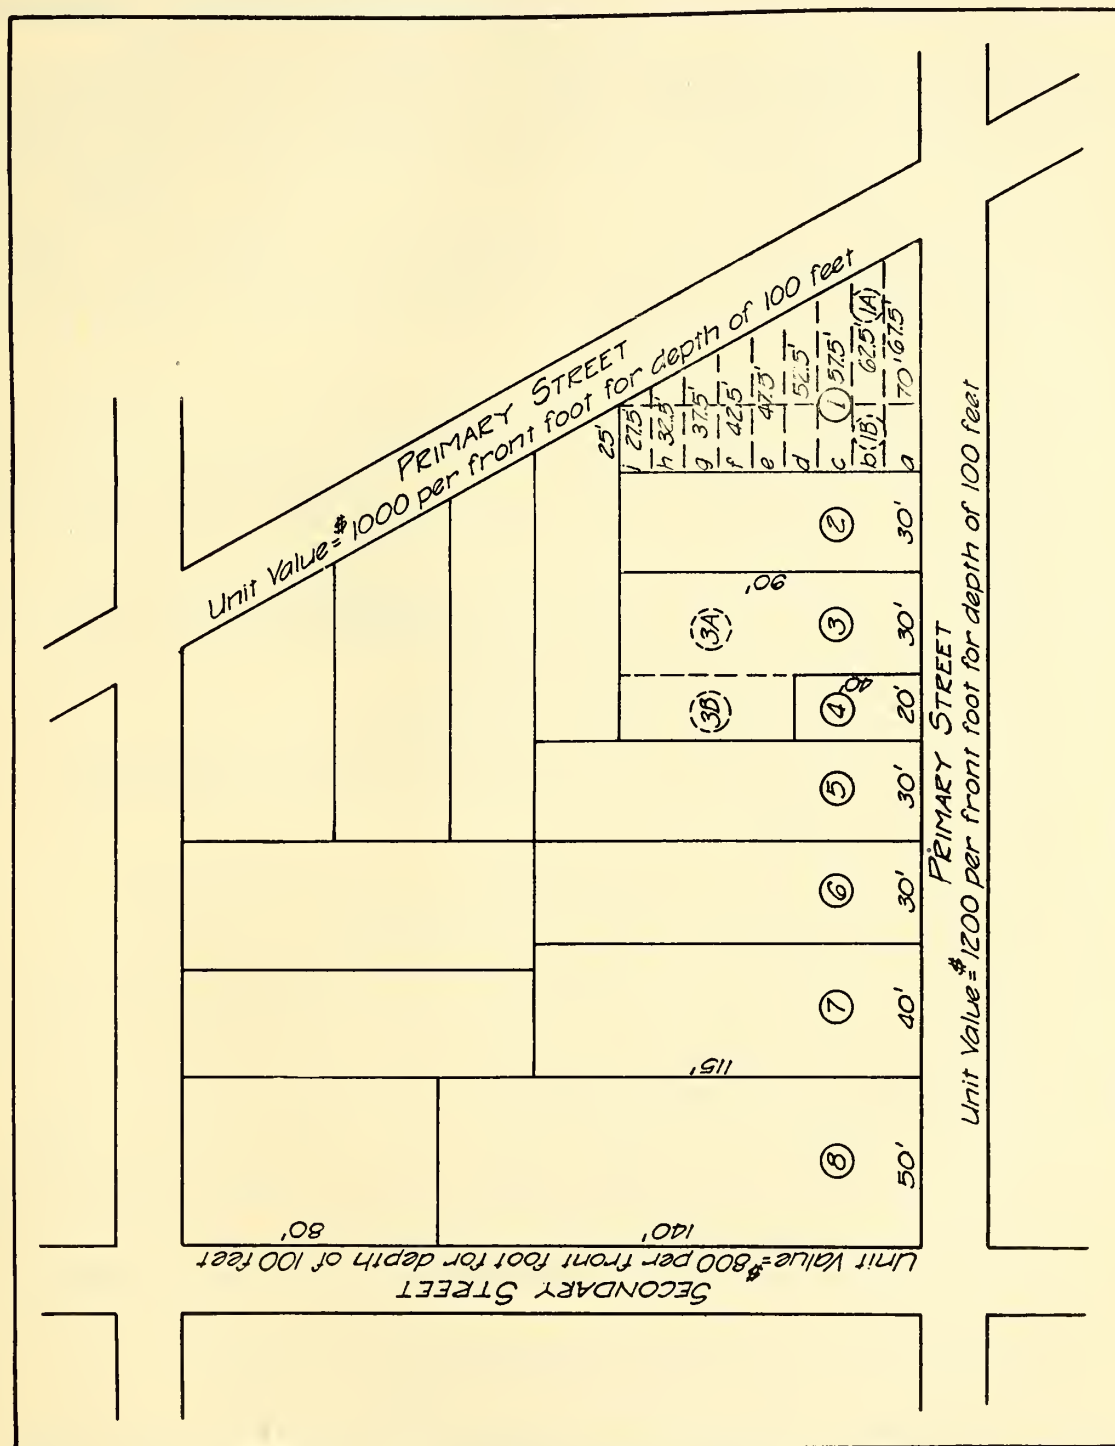 PRIMARY STREET
Unit Value=$1000 per front foot for depth of 100 feet
25'
j 27.5'
h 32.5'
g 37.5'
f 42.5'
e 47.5'
d 52.5'
c (1) 57.5'
b (1B) 62.5' (1A)
a 70' 67.5'
(2) 30'
90'
(3A) (3) 30'
(3B) (4) 40' 20'
(5) 30'
(6) 30'
(7) 40'
115'
(8) 50'
80'
140'
PRIMARY STREET
Unit Value=$1200 per front foot for depth of 100 feet
Unit Value=$800 per front foot for depth of 100 feet
SECONDARY STREET